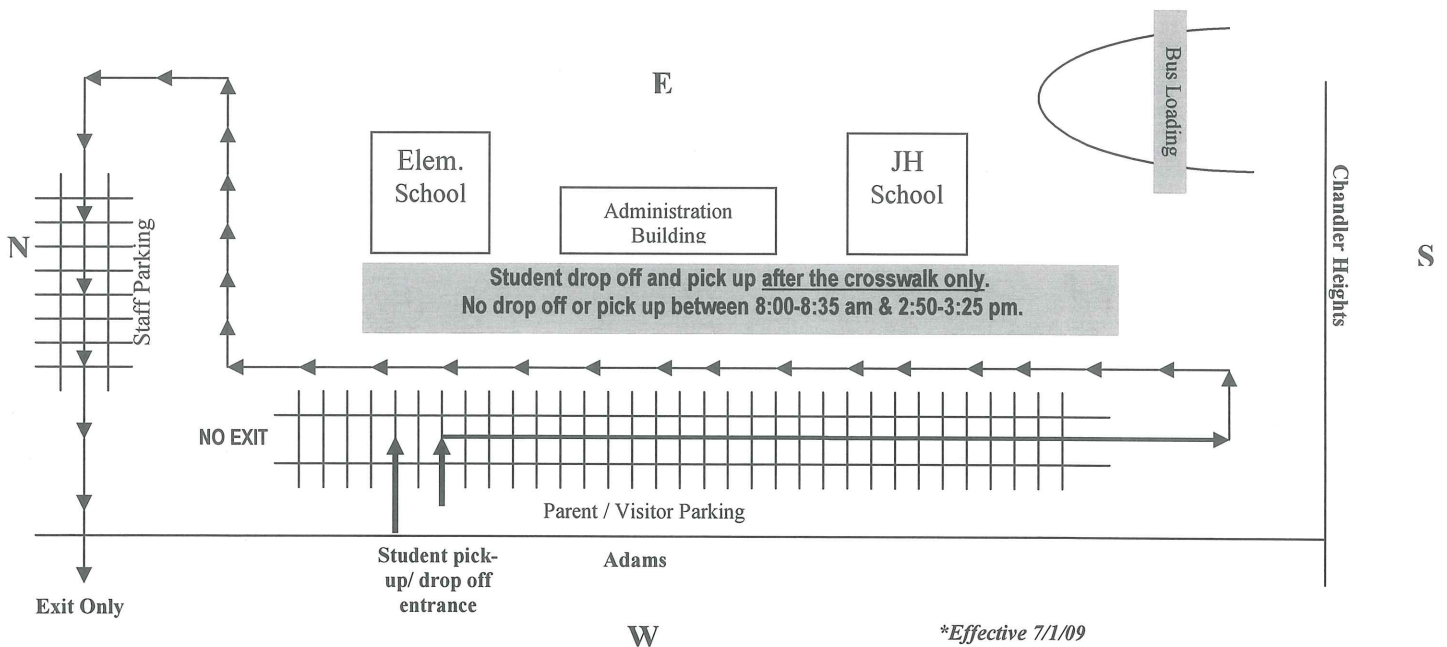 E
Bus Loading
Elem.
School
JH
School
Administration
Building
Chandler Heights
N
S
Staff Parking
Student drop off and pick up after the crosswalk only.
No drop off or pick up between 8:00-8:35 am & 2:50-3:25 pm.
NO EXIT
Parent / Visitor Parking
Student pick-
up/ drop off
entrance
Adams
Exit Only
W
*Effective 7/1/09